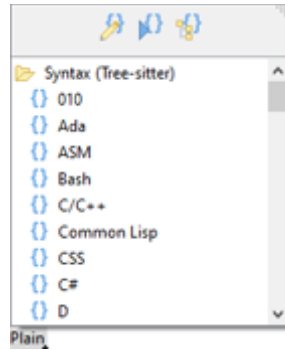 Syntax (Tree-sitter)
010
Ada
ASM
Bash
C/C++
Common Lisp
CSS
C#
D
Plain